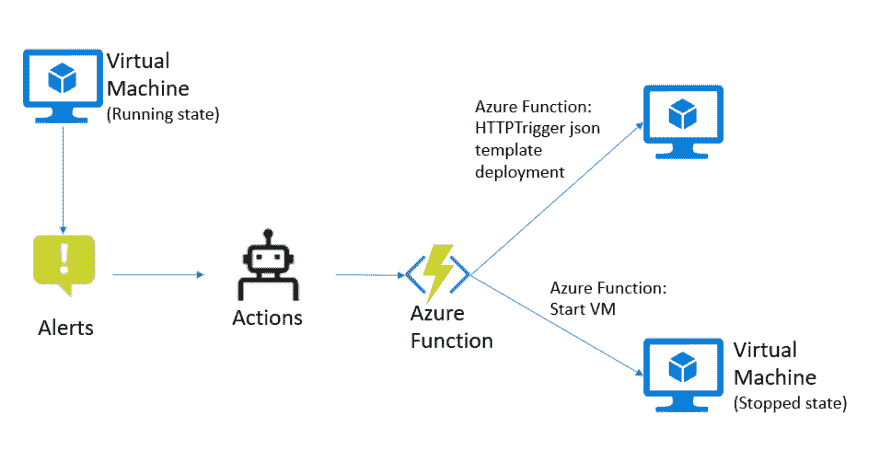 Virtual
Machine
(Running state)
Azure Function:
HTTPTrigger json
template
deployment
Alerts
Actions
Azure
Function
Azure Function:
Start VM
Virtual
Machine
(Stopped state)